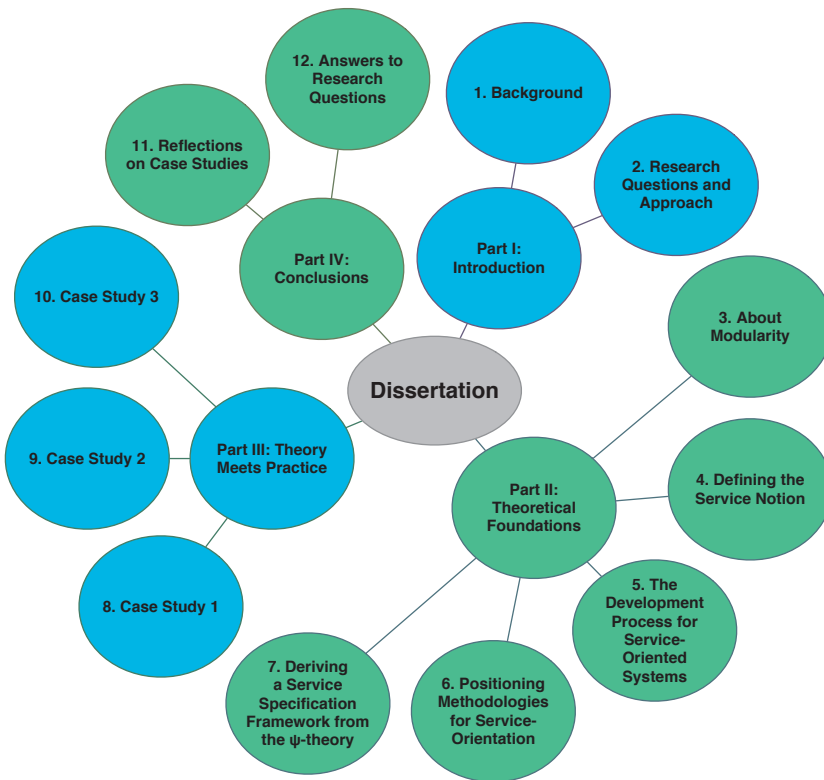 Dissertation
Part I:
Introduction
1. Background
2. Research
Questions and
Approach
Part II:
Theoretical
Foundations
3. About
Modularity
4. Defining the
Service Notion
5. The
Development
Process for
Service-
Oriented
Systems
6. Positioning
Methodologies
for Service-
Orientation
7. Deriving
a Service
Specification
Framework from
the ψ-theory
Part III: Theory
Meets Practice
8. Case Study 1
9. Case Study 2
10. Case Study 3
Part IV:
Conclusions
11. Reflections
on Case Studies
12. Answers to
Research
Questions